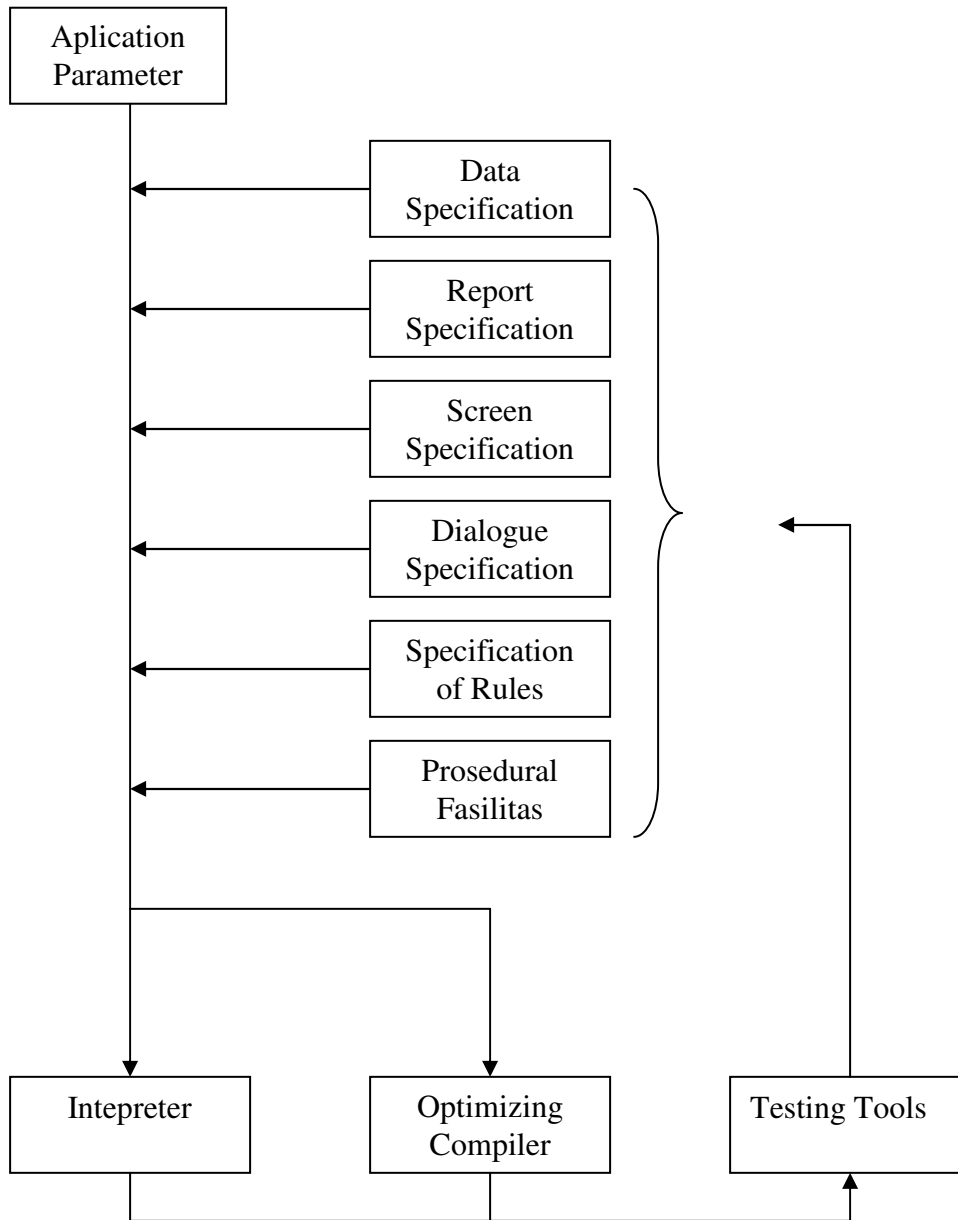 Aplication
Parameter
Data
Specification
Report
Specification
Screen
Specification
Dialogue
Specification
Specification
of Rules
Prosedural
Fasilitas
Intepreter
Optimizing
Compiler
Testing Tools